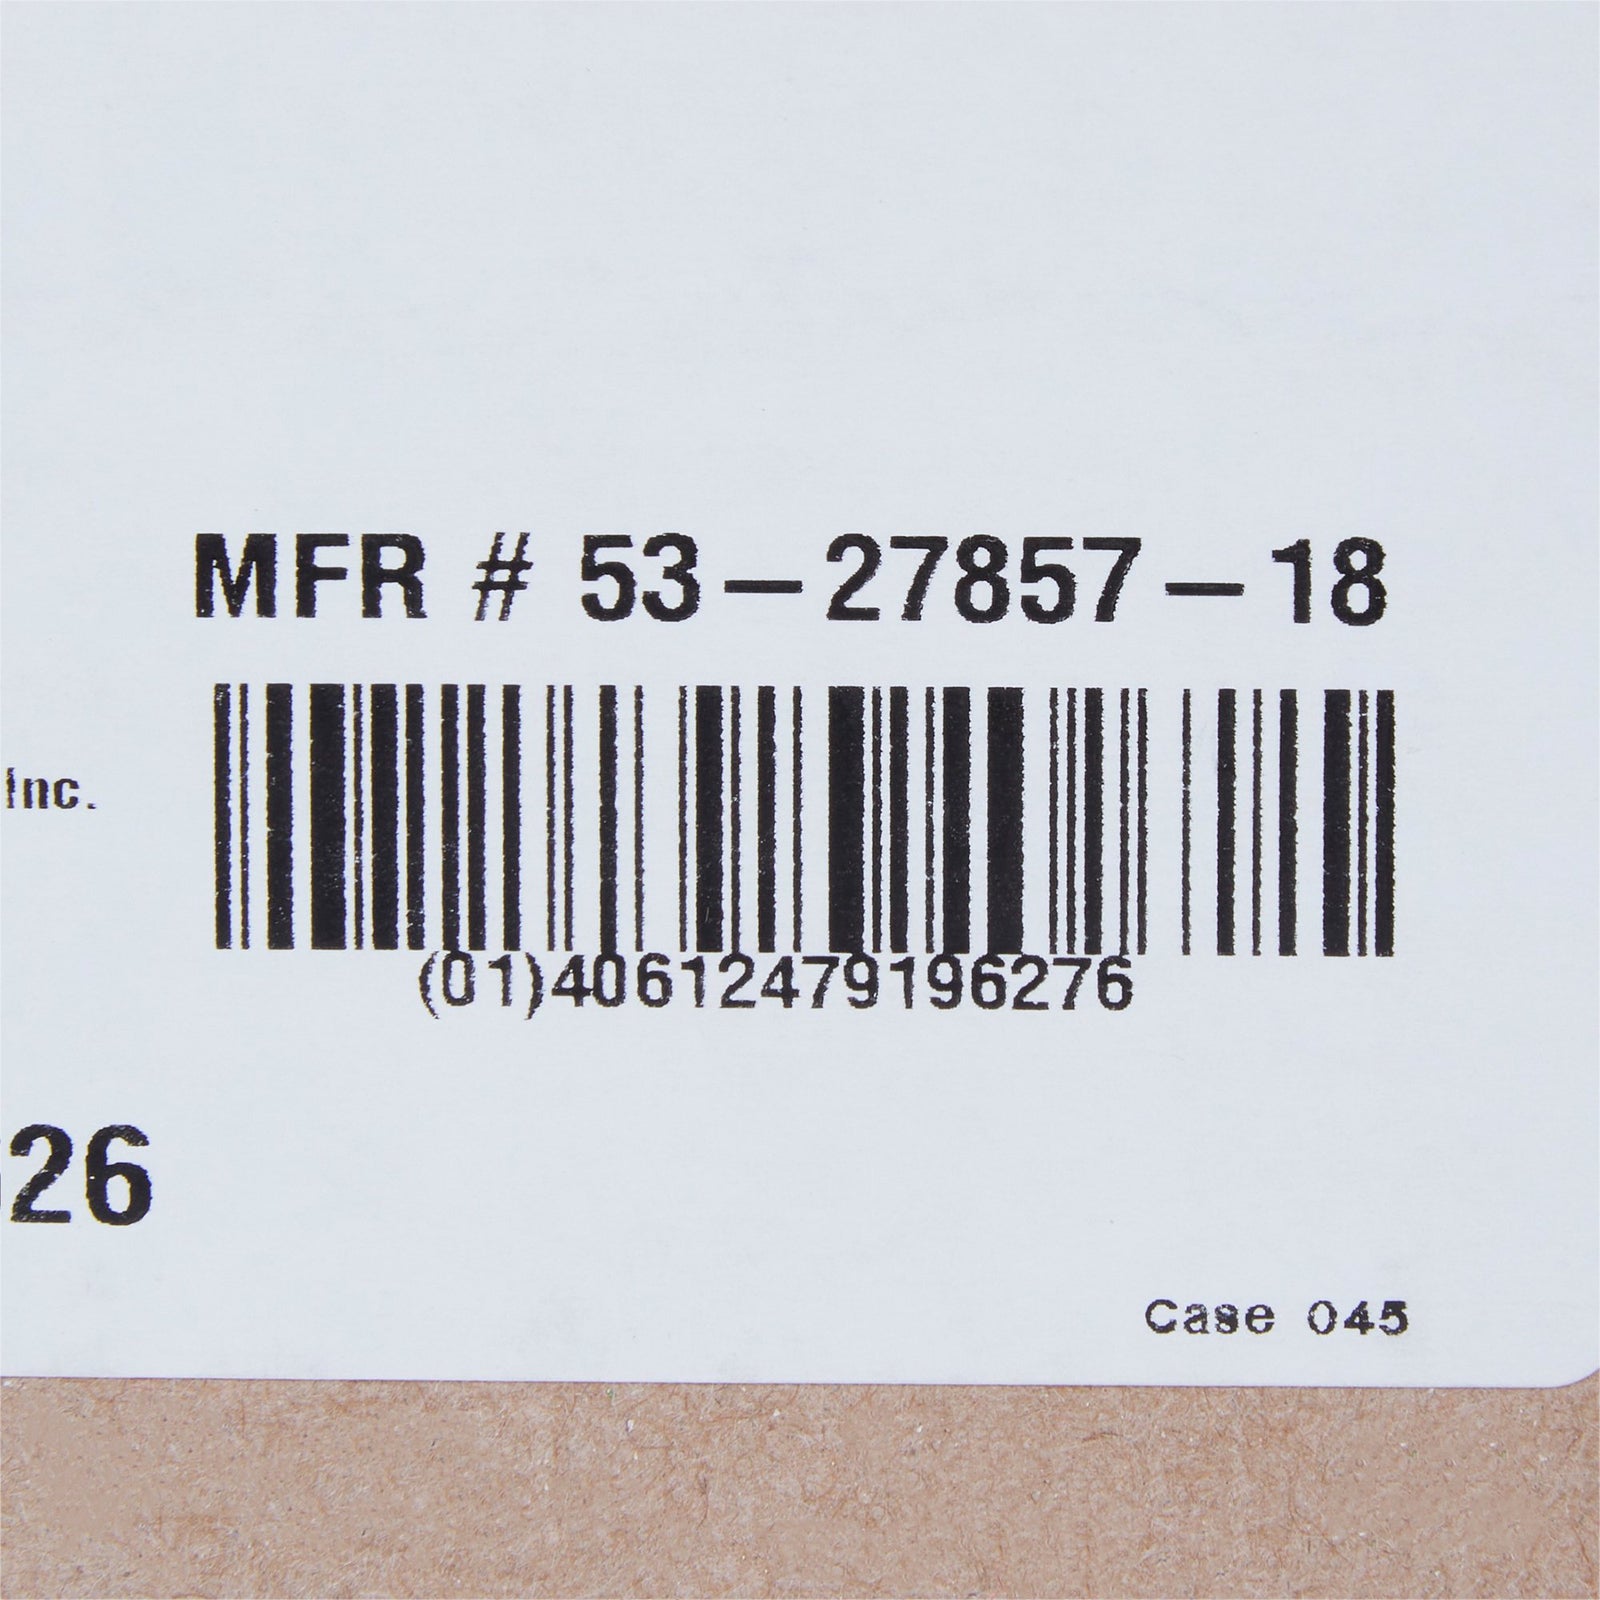 MFR # 53-27857-18
Inc.
(01)40612479196276
26
Case 045